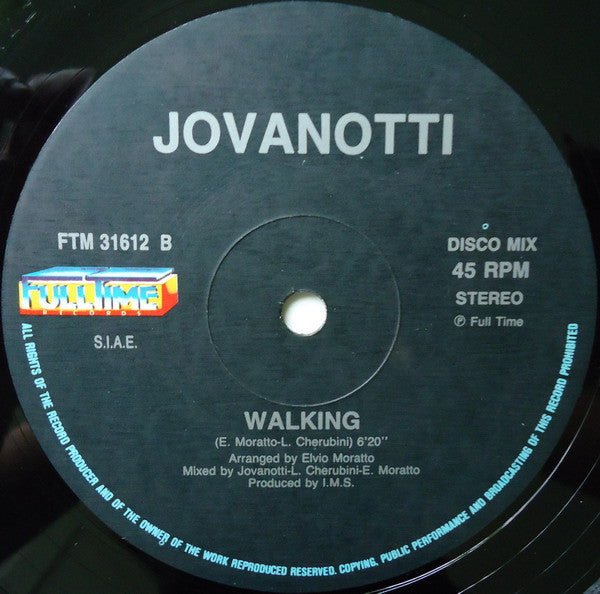 JOVANOTTI
FTM 31612 B
FULLTIME
RECORDS
S.I.A.E.
DISCO MIX
45 RPM
STEREO
℗ Full Time
WALKING
(E. Moratto-L. Cherubini) 6'20''
Arranged by Elvio Moratto
Mixed by Jovanotti-L. Cherubini-E. Moratto
Produced by I.M.S.
ALL RIGHTS OF THE RECORD PRODUCER AND OF THE OWNER OF THE WORK REPRODUCED RESERVED. COPYING, PUBLIC PERFORMANCE AND BROADCASTING OF THIS RECORD PROHIBITED